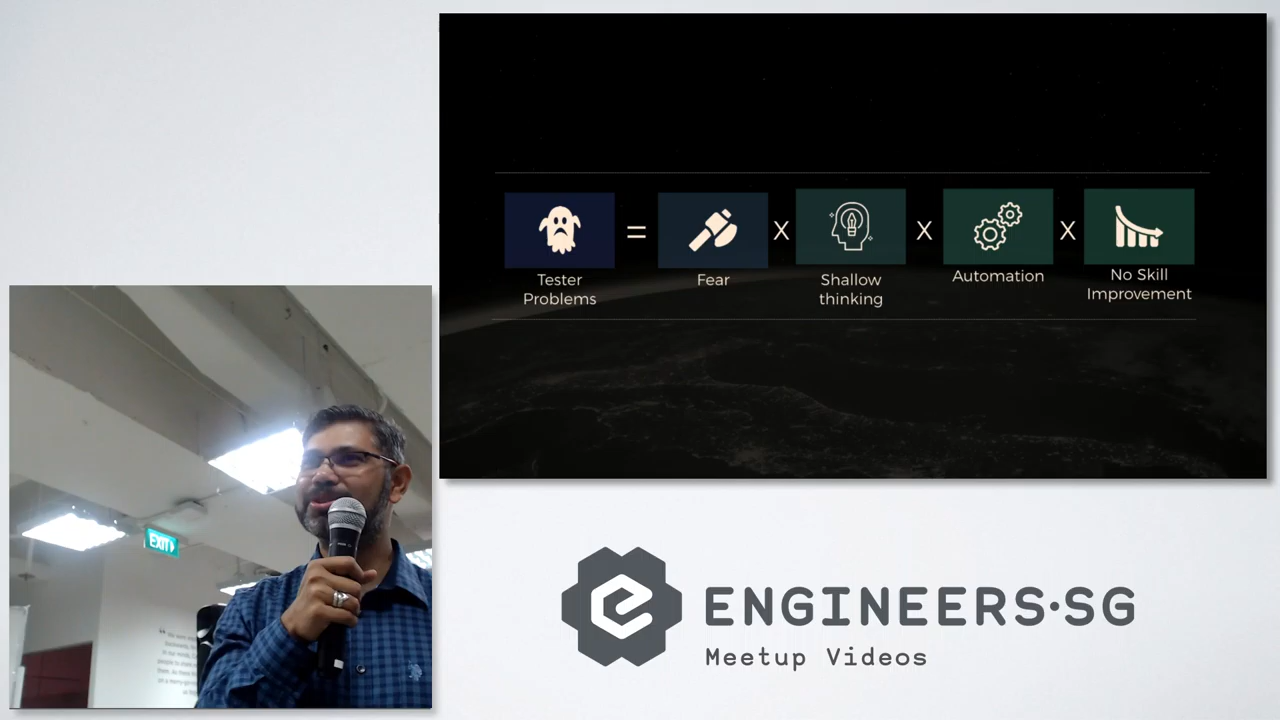 Tester
Problems
=
Fear
X
Shallow
thinking
X
Automation
X
No Skill
Improvement
EXIT
ENGINEERS·SG
Meetup Videos